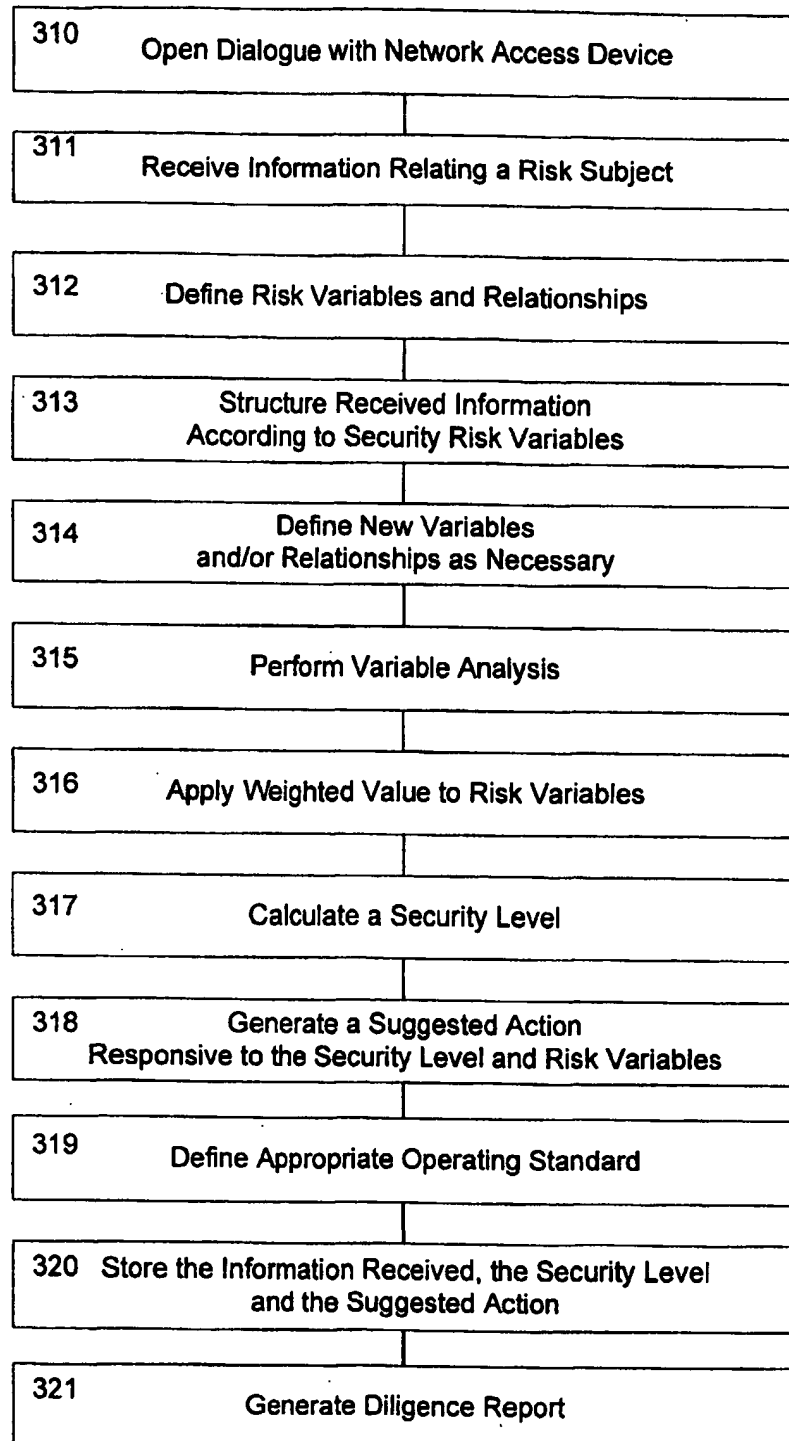 310
Open Dialogue with Network Access Device
311
Receive Information Relating a Risk Subject
312
Define Risk Variables and Relationships
313
Structure Received Information
According to Security Risk Variables
314
Define New Variables
and/or Relationships as Necessary
315
Perform Variable Analysis
316
Apply Weighted Value to Risk Variables
317
Calculate a Security Level
318
Generate a Suggested Action
Responsive to the Security Level and Risk Variables
319
Define Appropriate Operating Standard
320 Store the Information Received, the Security Level
and the Suggested Action
321
Generate Diligence Report